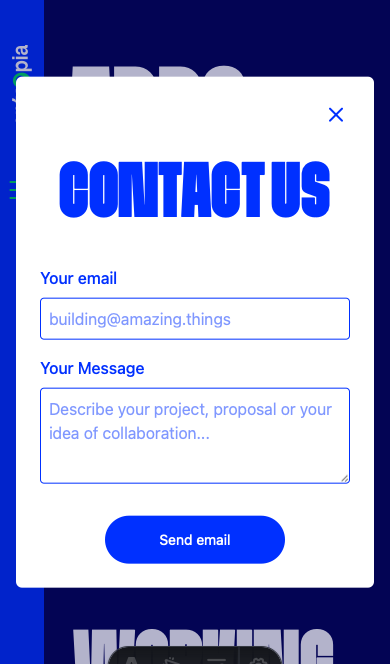 CONTACT US
Your email
building@amazing.things
Your Message
Describe your project, proposal or your
idea of collaboration...
Send email